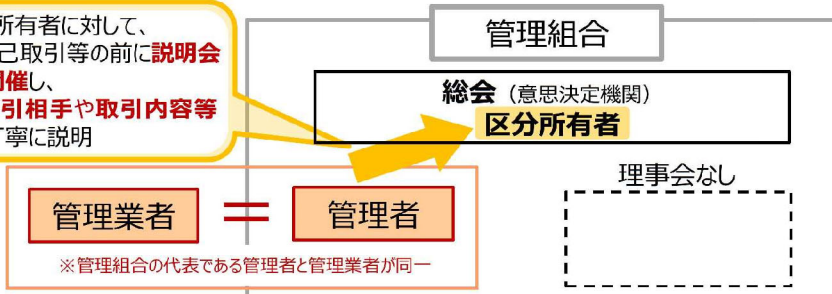 所有者に対して、
己取引等の前に説明会
開催し、
引相手や取引内容等
丁寧に説明
管理組合
総会（意思決定機関）
区分所有者
理事会なし
管理業者 ＝ 管理者
※管理組合の代表である管理者と管理業者が同一